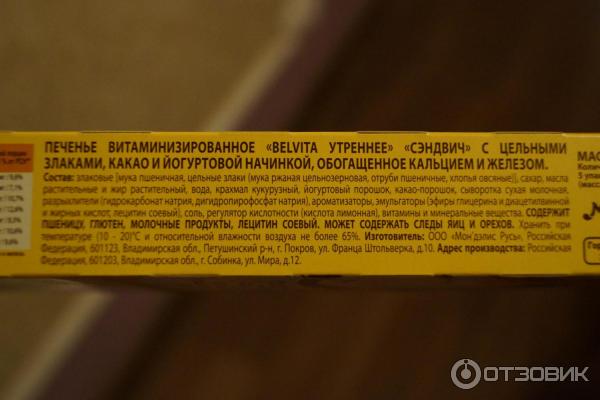 ПЕЧЕНЬЕ ВИТАМИНИЗИРОВАННОЕ «BELVITA УТРЕННЕЕ» «СЭНДВИЧ» С ЦЕЛЬНЫМИ
ЗЛАКАМИ, КАКАО И ЙОГУРТОВОЙ НАЧИНКОЙ, ОБОГАЩЕННОЕ КАЛЬЦИЕМ И ЖЕЛЕЗОМ.
Состав: злаковые [мука пшеничная, цельные злаки (мука ржаная цельнозерновая, отруби пшеничные, хлопья овсяные)], сахар, масла
растительные и жир растительный, вода, крахмал кукурузный, йогуртовый порошок, какао-порошок, сыворотка сухая молочная,
разрыхлители (гидрокарбонат натрия, дигидропирофосфат натрия), ароматизаторы, эмульгаторы (эфиры глицерина и диацетилвинной
и жирных кислот, лецитин соевый), соль, регулятор кислотности (кислота лимонная), витамины и минеральные вещества. СОДЕРЖИТ
ПШЕНИЦУ, ГЛЮТЕН, МОЛОЧНЫЕ ПРОДУКТЫ, ЛЕЦИТИН СОЕВЫЙ. МОЖЕТ СОДЕРЖАТЬ СЛЕДЫ ЯИЦ И ОРЕХОВ. Хранить при
температуре (10 - 20)°С и относительной влажности воздуха не более 65%. Изготовитель: ООО «Мон'дэлис Русь», Российская
Федерация, 601123, Владимирская обл., Петушинский р-н, г. Покров, ул. Франца Штольверка, д.10. Адрес производства: Российская
Федерация, 601203, Владимирская обл., г. Собинка, ул. Мира, д.12.
МАС
Колич
5 упак
(масс
Гор
ОТЗОВИК